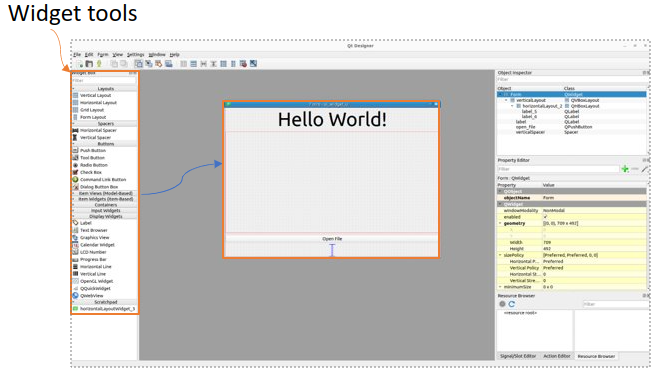 Widget tools
Qt Designer
File Edit Form View Settings Window Help
Widget Box
Filter
Layouts
Vertical Layout
Horizontal Layout
Grid Layout
Form Layout
Spacers
Horizontal Spacer
Vertical Spacer
Buttons
Push Button
Tool Button
Radio Button
Check Box
Command Link Button
Dialog Button Box
Item Views (Model-Based)
Item Widgets (Item-Based)
Containers
Input Widgets
Display Widgets
Label
Text Browser
Graphics View
Calendar Widget
LCD Number
Progress Bar
Horizontal Line
Vertical Line
OpenGL Widget
QQuickWidget
QWebView
Scratchpad
horizontalLayoutWidget_3
Hello World!
Open File
Object Inspector
Filter
Object Class
Form QWidget
verticalLayout QVBoxLayout
horizontalLayout_2 QHBoxLayout
label_5 QLabel
label_6 QLabel
label QLabel
open_File QPushButton
verticalSpacer Spacer
Property Editor
Filter
Form : QWidget
Property Value
QObject
objectName Form
QWidget
windowModality NonModal
enabled
geometry [(0, 0), 709 x 492]
Width 709
Height 492
sizePolicy [Preferred, Preferred, 0, 0]
Horizontal P... Preferred
Vertical Policy Preferred
Horizontal St... 0
Vertical Stre... 0
minimumSize 0 x 0
Resource Browser
Filter
<resource root>
Signal/Slot Editor Action Editor Resource Browser